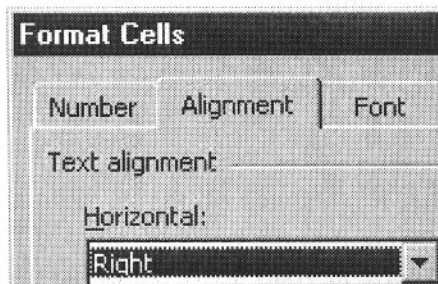 Format Cells
Number Alignment Font
Text alignment
Horizontal:
Right